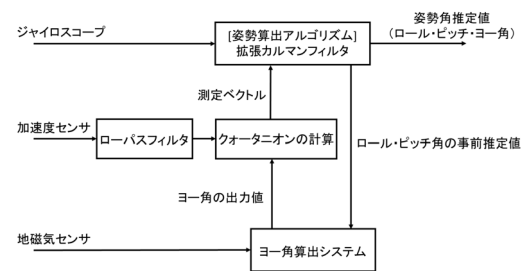 ジャイロスコープ
[姿勢算出アルゴリズム]
拡張カルマンフィルタ
姿勢角推定値
(ロール・ピッチ・ヨー角)
測定ベクトル
加速度センサ
ローパスフィルタ
クォータニオンの計算
ロール・ピッチ角の事前推定値
ヨー角の出力値
地磁気センサ
ヨー角算出システム